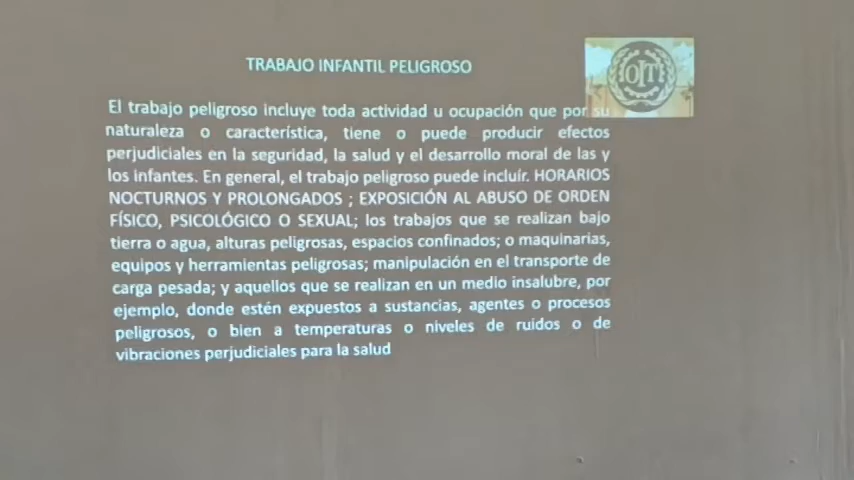 TRABAJO INFANTIL PELIGROSO
OIT
El trabajo peligroso incluye toda actividad u ocupación que por su
naturaleza o característica, tiene o puede producir efectos
perjudiciales en la seguridad, la salud y el desarrollo moral de las y
los infantes. En general, el trabajo peligroso puede incluír. HORARIOS
NOCTURNOS Y PROLONGADOS ; EXPOSICIÓN AL ABUSO DE ORDEN
FÍSICO, PSICOLÓGICO O SEXUAL; los trabajos que se realizan bajo
tierra o agua, alturas peligrosas, espacios confinados; o maquinarias,
equipos y herramientas peligrosas; manipulación en el transporte de
carga pesada; y aquellos que se realizan en un medio insalubre, por
ejemplo, donde estén expuestos a sustancias, agentes o procesos
peligrosos, o bien a temperaturas o niveles de ruidos o de
vibraciones perjudiciales para la salud